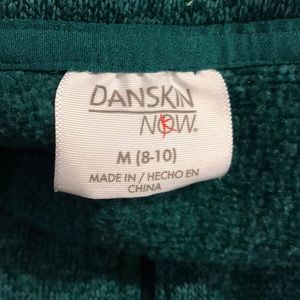 DANSKIN
NOW.
M (8-10)
MADE IN / HECHO EN
CHINA